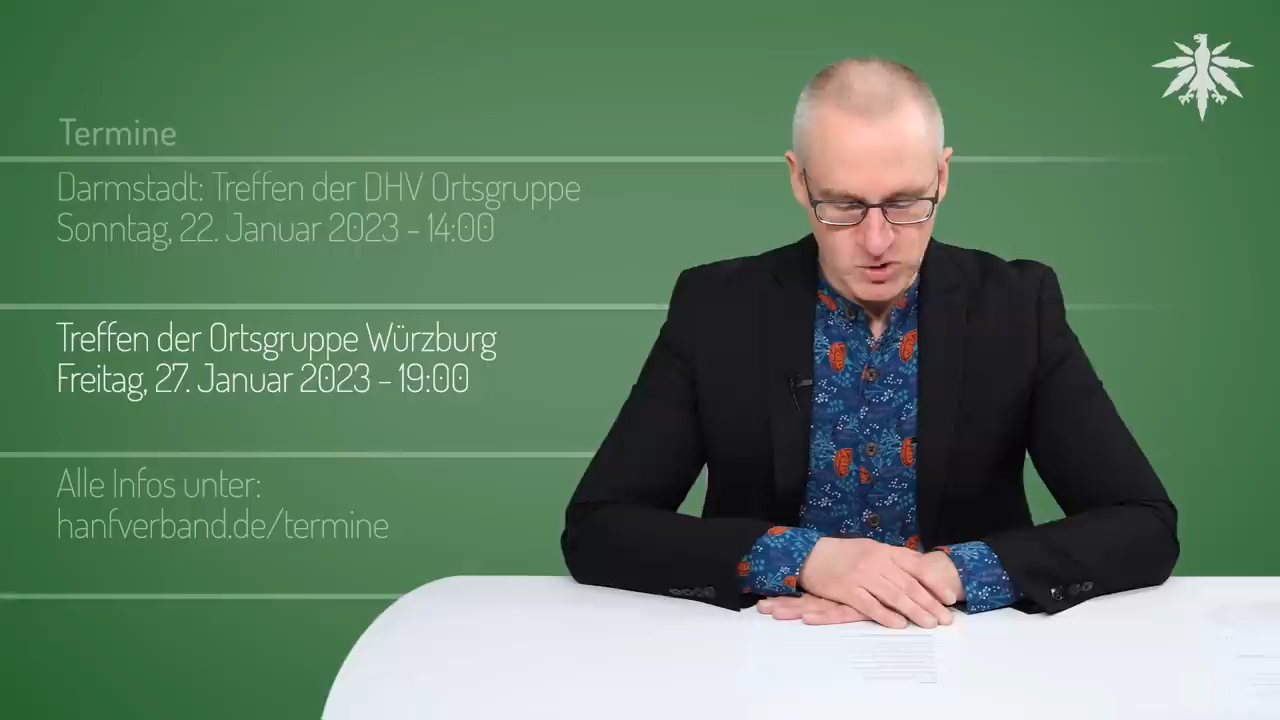 Termine
Darmstadt: Treffen der DHV Ortsgruppe
Sonntag, 22. Januar 2023 - 14:00
Treffen der Ortsgruppe Würzburg
Freitag, 27. Januar 2023 - 19:00
Alle Infos unter:
hanfverband.de/termine